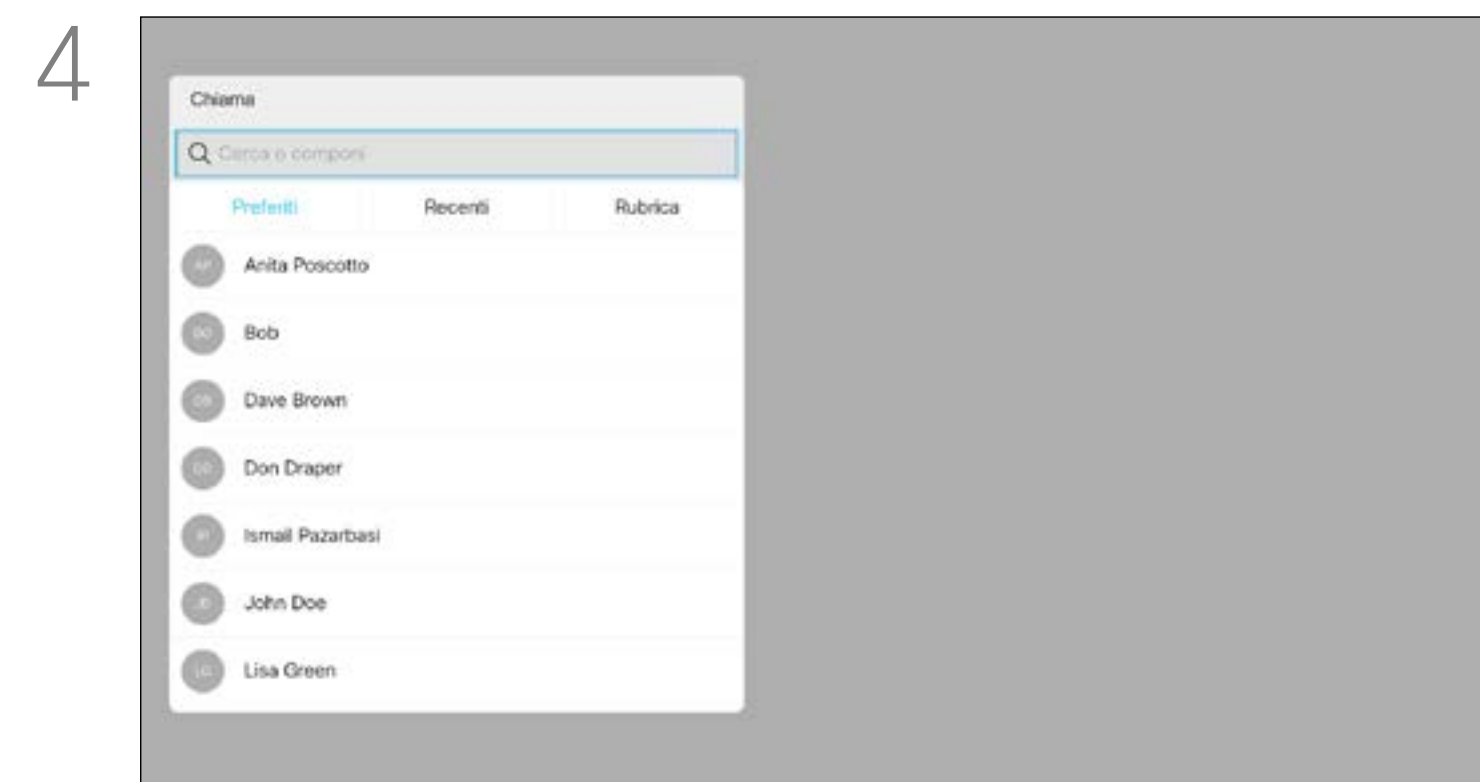 4
Chiama
Cerca o componi
Preferiti Recenti Rubrica
Anita Poscotto
Bob
Dave Brown
Don Draper
Ismail Pazarbasi
John Doe
Lisa Green